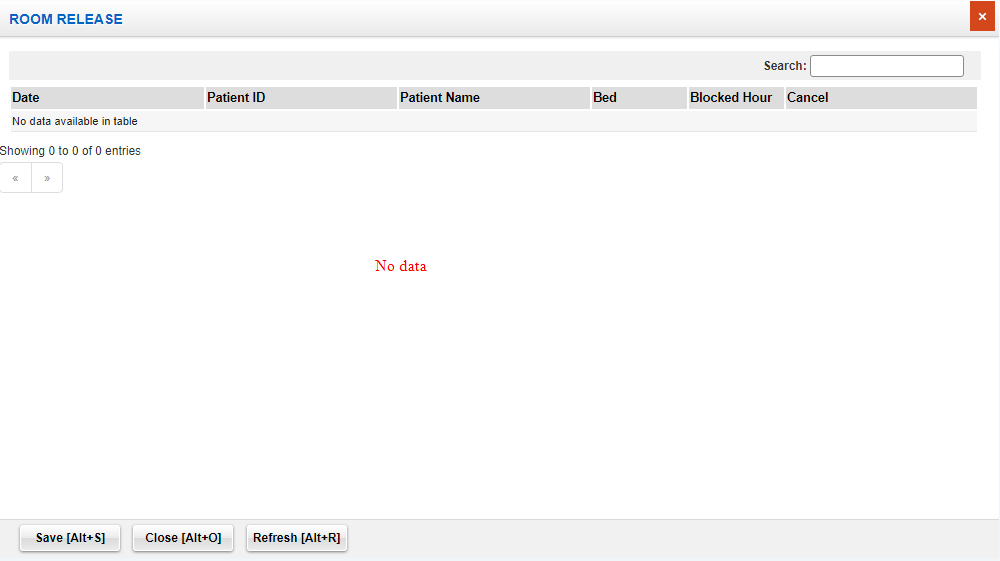 ROOM RELEASE
×
Search:
Date Patient ID Patient Name Bed Blocked Hour Cancel
No data available in table
Showing 0 to 0 of 0 entries
« »
No data
Save [Alt+S] Close [Alt+O] Refresh [Alt+R]